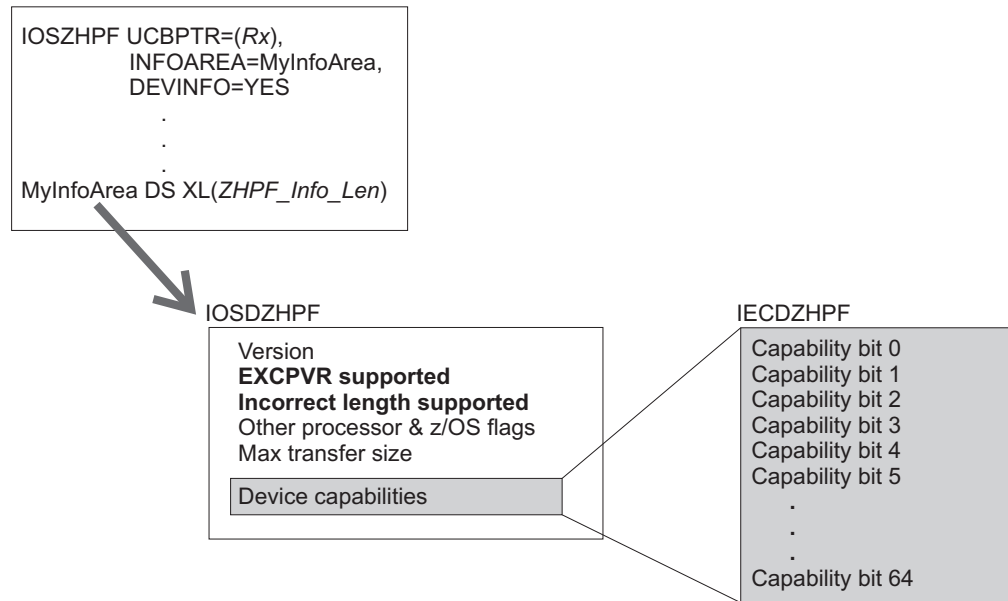 IOSZHPF UCBPTR=(Rx),
INFOAREA=MyInfoArea,
DEVINFO=YES
.
.
.
MyInfoArea DS XL(ZHPF_Info_Len)
IOSDZHPF
Version
EXCPVR supported
Incorrect length supported
Other processor & z/OS flags
Max transfer size
Device capabilities
IECDZHPF
Capability bit 0
Capability bit 1
Capability bit 2
Capability bit 3
Capability bit 4
Capability bit 5
.
.
.
Capability bit 64